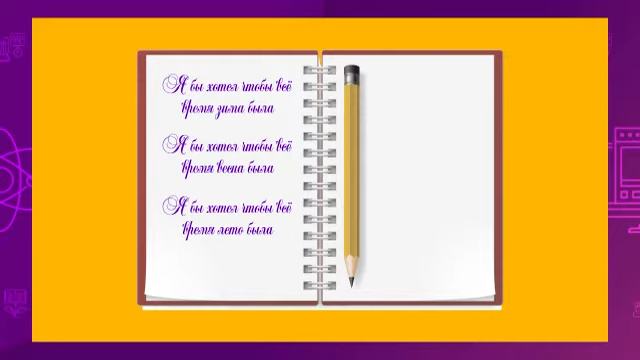 Я бы хотел чтобы всё
время зима была
Я бы хотел чтобы всё
время весна была
Я бы хотел чтобы всё
время лето была